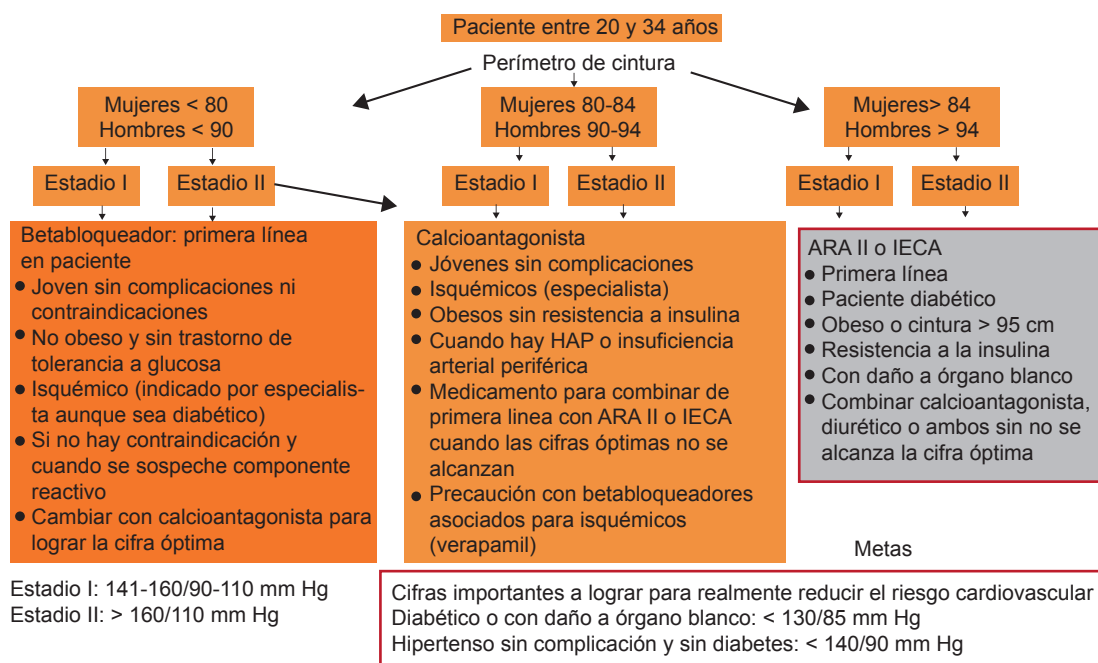 Paciente entre 20 y 34 años
Perímetro de cintura
Mujeres < 80
Hombres < 90
Mujeres 80-84
Hombres 90-94
Mujeres> 84
Hombres > 94
Estadio I
Estadio II
Estadio I
Estadio II
Estadio I
Estadio II
Betabloqueador: primera línea
en paciente
• Joven sin complicaciones ni
contraindicaciones
• No obeso y sin trastorno de
tolerancia a glucosa
• Isquémico (indicado por especialis-
ta aunque sea diabético)
• Si no hay contraindicación y
cuando se sospeche componente
reactivo
• Cambiar con calcioantagonista para
lograr la cifra óptima
Calcioantagonista
• Jóvenes sin complicaciones
• Isquémicos (especialista)
• Obesos sin resistencia a insulina
• Cuando hay HAP o insuficiencia
arterial periférica
• Medicamento para combinar de
primera linea con ARA II o IECA
cuando las cifras óptimas no se
alcanzan
• Precaución con betabloqueadores
asociados para isquémicos
(verapamil)
ARA II o IECA
• Primera línea
• Paciente diabético
• Obeso o cintura > 95 cm
• Resistencia a la insulina
• Con daño a órgano blanco
• Combinar calcioantagonista,
diurético o ambos sin no se
alcanza la cifra óptima
Estadio I: 141-160/90-110 mm Hg
Estadio II: > 160/110 mm Hg
Metas
Cifras importantes a lograr para realmente reducir el riesgo cardiovascular
Diabético o con daño a órgano blanco: < 130/85 mm Hg
Hipertenso sin complicación y sin diabetes: < 140/90 mm Hg